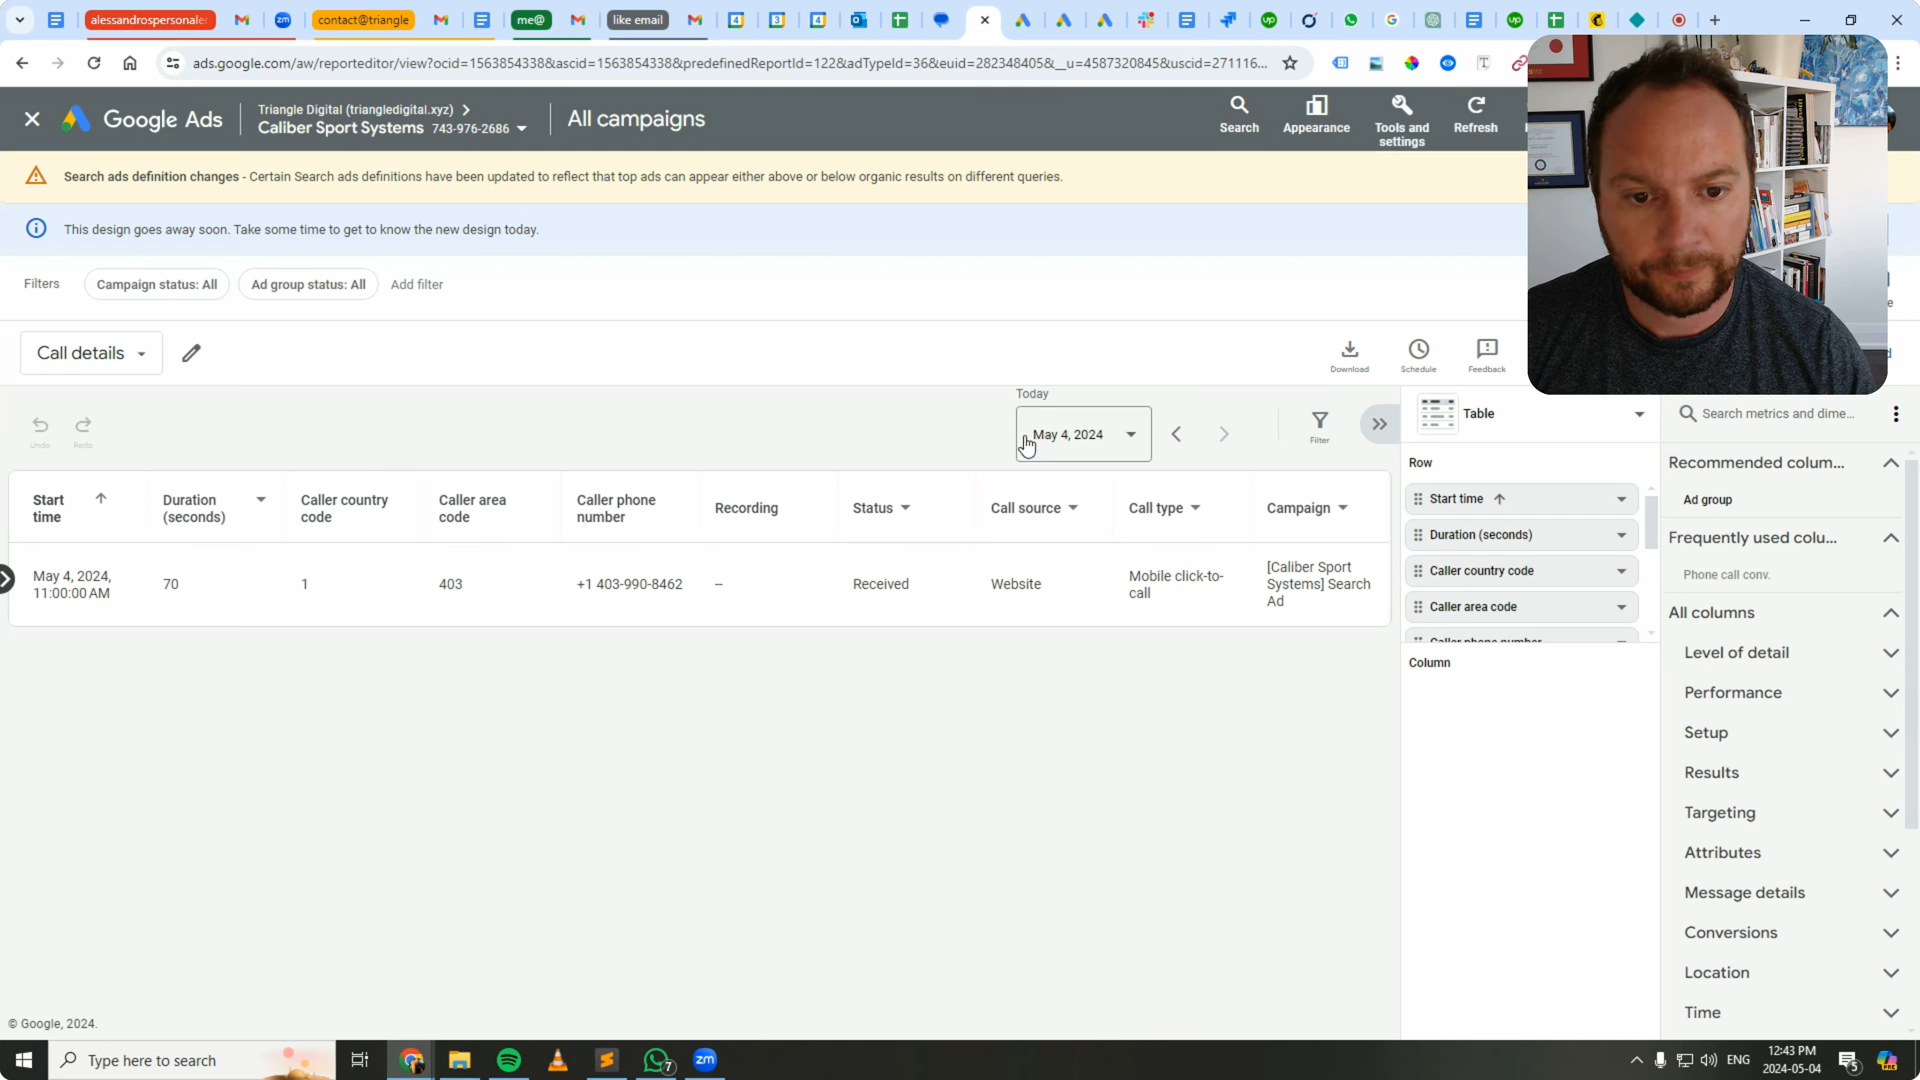 alessandrospersonaler
contact@triangle
me@
like email
ads.google.com/aw/reporteditor/view?ocid=1563854338&ascid=1563854338&predefinedReportId=122&adTypeId=36&euid=282348405&__u=4587320845&uscid=271116...
Google Ads
Triangle Digital (triangledigital.xyz)
Caliber Sport Systems 743-976-2686
All campaigns
Search
Appearance
Tools and
settings
Refresh
Search ads definition changes - Certain Search ads definitions have been updated to reflect that top ads can appear either above or below organic results on different queries.
This design goes away soon. Take some time to get to know the new design today.
Filters
Campaign status: All
Ad group status: All
Add filter
Call details
Download
Schedule
Feedback
Today
Undo
Redo
May 4, 2024
Filter
Table
Search metrics and dime...
Start
time
Duration
(seconds)
Caller country
code
Caller area
code
Caller phone
number
Recording
Status
Call source
Call type
Campaign
May 4, 2024,
11:00:00 AM
70
1
403
+1 403-990-8462
--
Received
Website
Mobile click-to-
call
[Caliber Sport
Systems] Search
Ad
Row
Start time
Duration (seconds)
Caller country code
Caller area code
Caller phone number
Column
Recommended colum...
Ad group
Frequently used colu...
Phone call conv.
All columns
Level of detail
Performance
Setup
Results
Targeting
Attributes
Message details
Conversions
Location
Time
© Google, 2024.
Type here to search
7
ENG
12:43 PM
2024-05-04
5